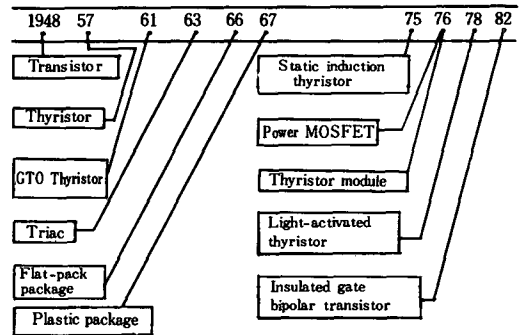 1948 57 61 63 66 67 75 76 78 82
Transistor
Thyristor
GTO Thyristor
Triac
Flat-pack
package
Plastic package
Static induction
thyristor
Power MOSFET
Thyristor module
Light-activated
thyristor
Insulated gate
bipolar transistor